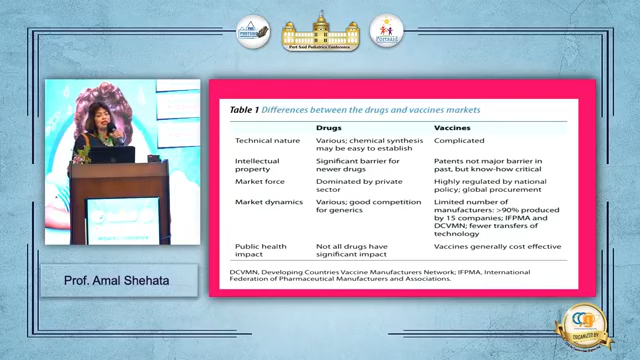 PORTSAID
Port Said Pediatrics Conference
Portsaid
Table 1 Differences between the drugs and vaccines markets
Drugs Vaccines
Technical nature Various; chemical synthesis may be easy to establish Complicated
Intellectual property Significant barrier for newer drugs Patents not major barrier in past, but know-how critical
Market force Dominated by private sector Highly regulated by national policy; global procurement
Market dynamics Various; good competition for generics Limited number of manufacturers: >90% produced by 15 companies; IFPMA and DCVMN; fewer transfers of technology
Public health impact Not all drugs have significant impact Vaccines generally cost effective
DCVMN, Developing Countries Vaccine Manufacturers Network; IFPMA, International
Federation of Pharmaceutical Manufacturers and Associations.
Prof. Amal Shehata
ORGANIZED BY